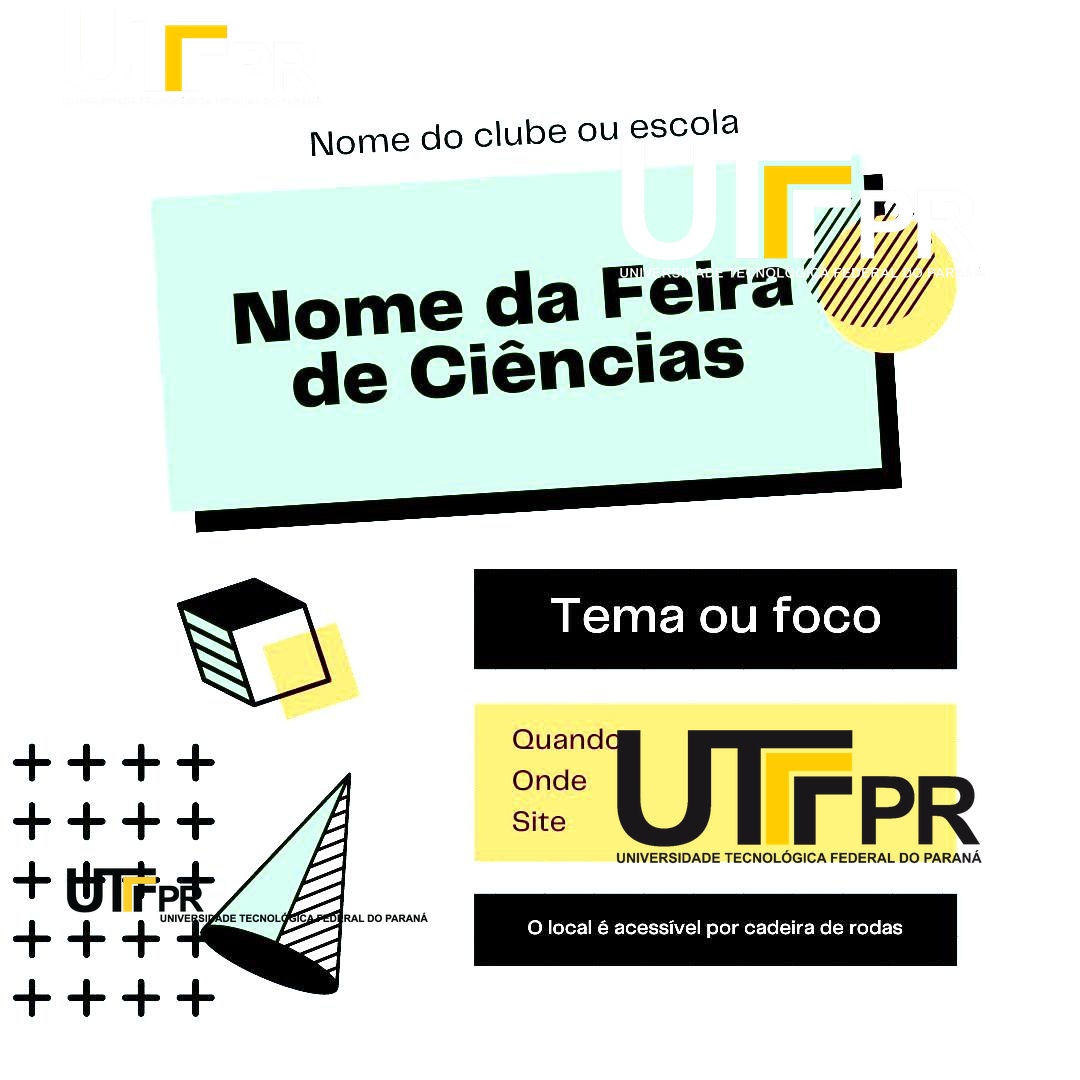 UTFPR
Nome do clube ou escola
UTFPR
UNIVERSIDADE TECNOLÓGICA FEDERAL DO PARANÁ
Nome da Feira
de Ciências
Tema ou foco
Quando
Onde
Site
UTFPR
UNIVERSIDADE TECNOLÓGICA FEDERAL DO PARANÁ
UTFPR
UNIVERSIDADE TECNOLÓGICA FEDERAL DO PARANÁ
O local é acessível por cadeira de rodas